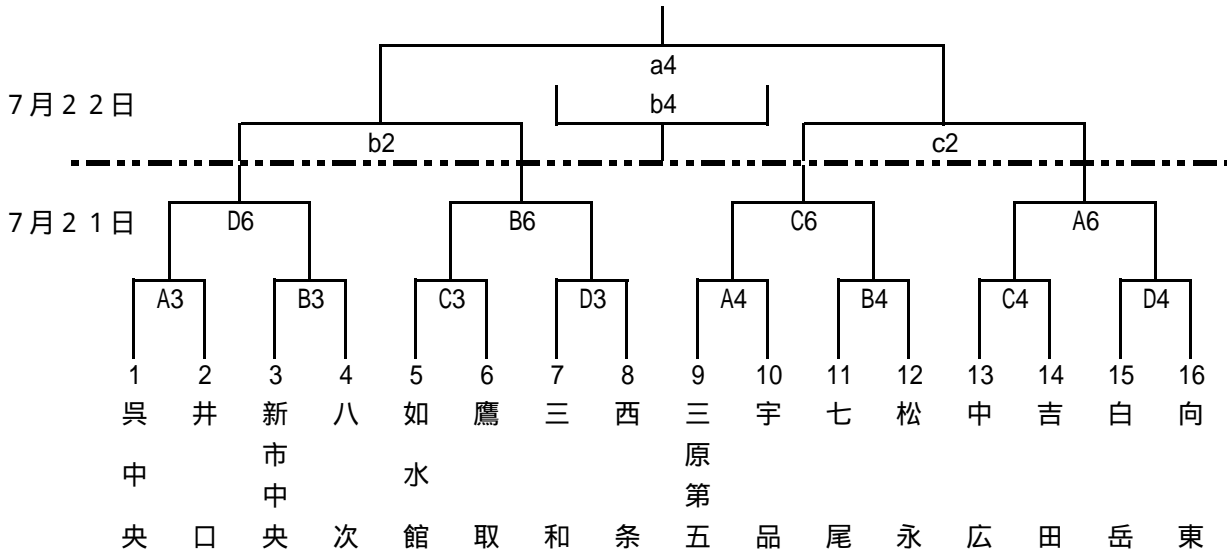 a4
7月22日
b4
b2
c2
7月21日
D6
B6
C6
A6
A3
B3
C3
D3
A4
B4
C4
D4
1 2 3 4 5 6 7 8 9 10 11 12 13 14 15 16
呉中央
井口
新市中央
八次
如水館
鷹取
三和
西条
三原第五
宇品
七尾
松永
中広
吉田
白岳
向東